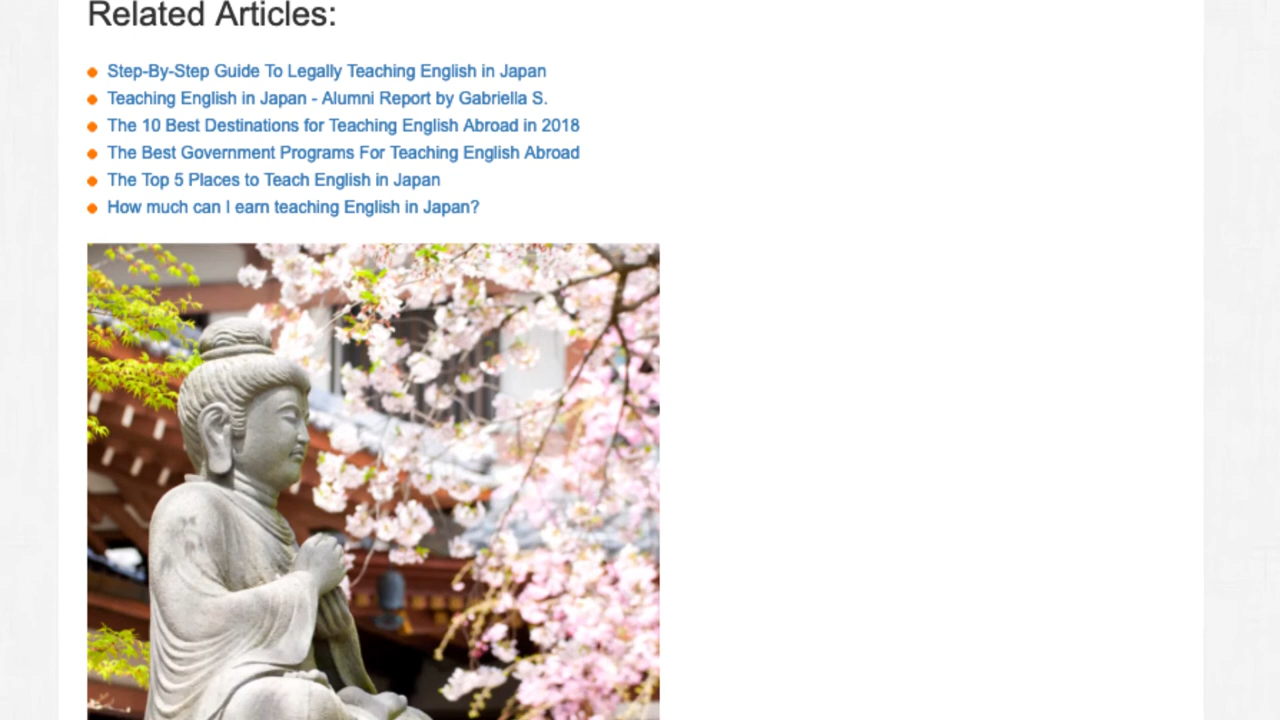 Related Articles:
Step-By-Step Guide To Legally Teaching English in Japan
Teaching English in Japan - Alumni Report by Gabriella S.
The 10 Best Destinations for Teaching English Abroad in 2018
The Best Government Programs For Teaching English Abroad
The Top 5 Places to Teach English in Japan
How much can I earn teaching English in Japan?